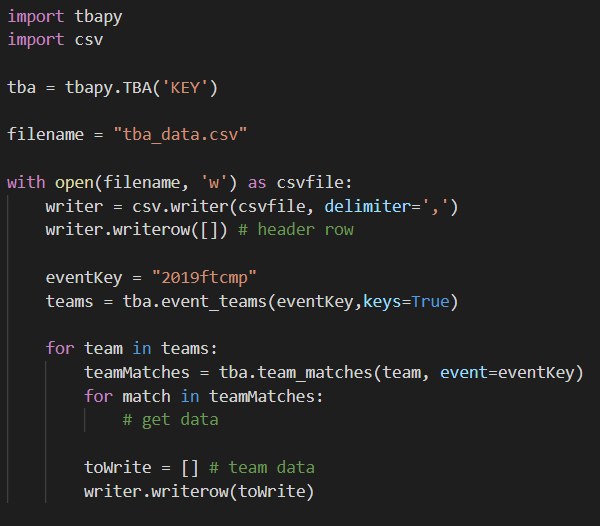 import tbapy
import csv
tba = tbapy.TBA('KEY')
filename = "tba_data.csv"
with open(filename, 'w') as csvfile:
writer = csv.writer(csvfile, delimiter=',')
writer.writerow([]) # header row
eventKey = "2019ftcmp"
teams = tba.event_teams(eventKey,keys=True)
for team in teams:
teamMatches = tba.team_matches(team, event=eventKey)
for match in teamMatches:
# get data
toWrite = [] # team data
writer.writerow(toWrite)